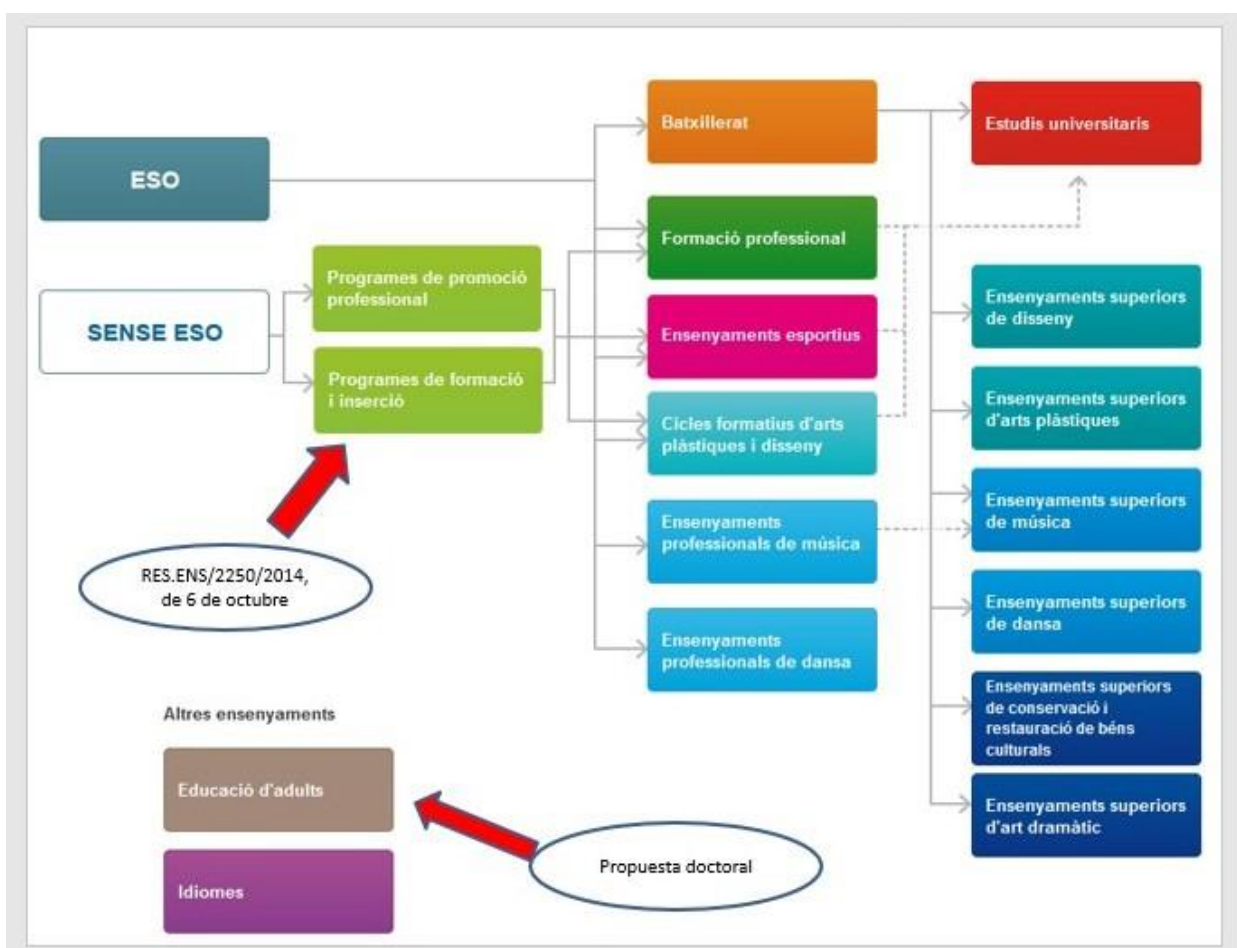 ESO
SENSE ESO
Programes de promoció
professional
Programes de formació
i inserció
RES.ENS/2250/2014,
de 6 de octubre
Batxillerat
Formació professional
Ensenyaments esportius
Cicles formatius d'arts
plàstiques i disseny
Ensenyaments
professionals de música
Ensenyaments
professionals de dansa
Estudis universitaris
Ensenyaments superiors
de disseny
Ensenyaments superiors
d'arts plàstiques
Ensenyaments superiors
de música
Ensenyaments superiors
de dansa
Ensenyaments superiors
de conservació i
restauració de béns
culturals
Ensenyaments superiors
d'art dramàtic
Altres ensenyaments
Educació d'adults
Idiomes
Propuesta doctoral